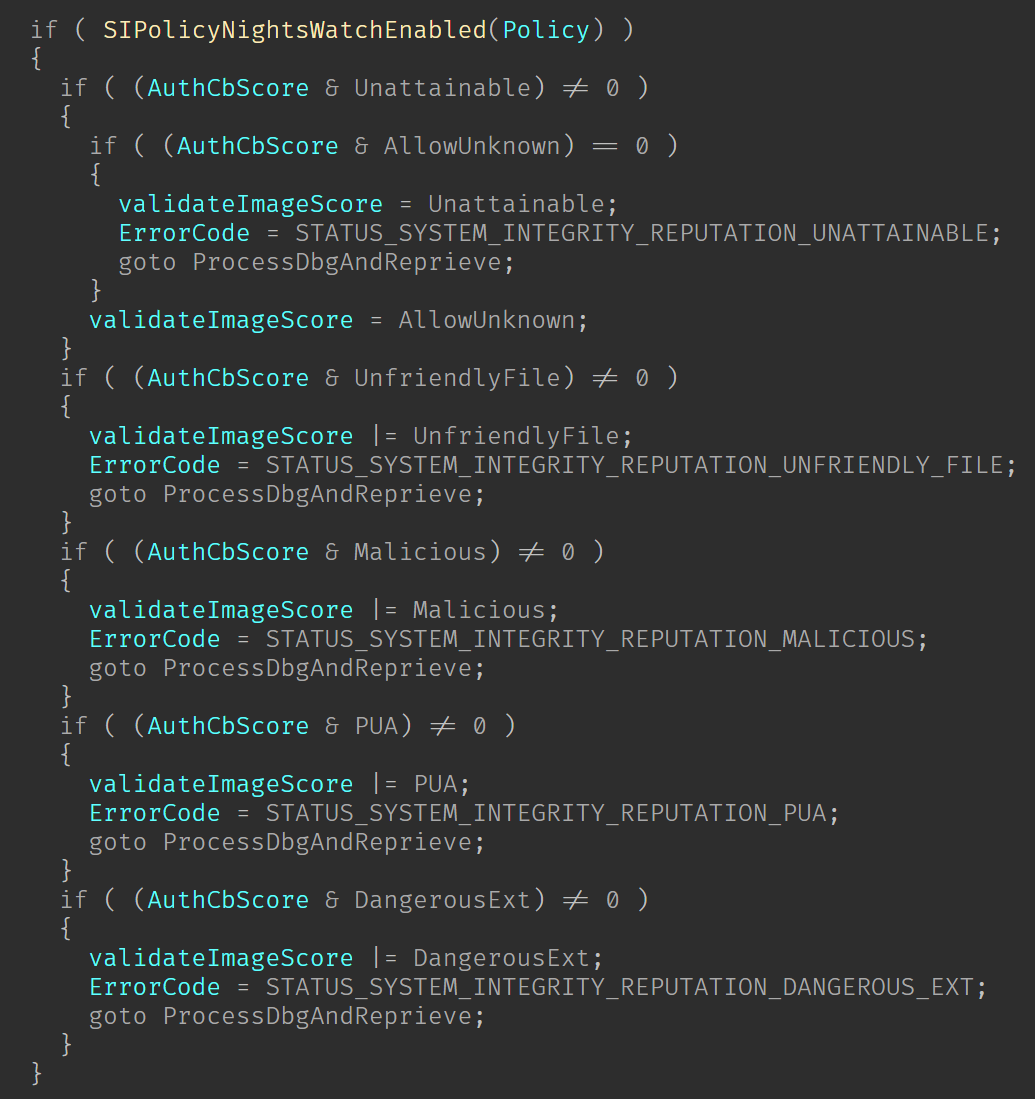 if ( SIPolicyNightsWatchEnabled(Policy) )
{
if ( (AuthCbScore & Unattainable) ≠ 0 )
{
if ( (AuthCbScore & AllowUnknown) == 0 )
{
validateImageScore = Unattainable;
ErrorCode = STATUS_SYSTEM_INTEGRITY_REPUTATION_UNATTAINABLE;
goto ProcessDbgAndReprieve;
}
validateImageScore = AllowUnknown;
}
if ( (AuthCbScore & UnfriendlyFile) ≠ 0 )
{
validateImageScore |= UnfriendlyFile;
ErrorCode = STATUS_SYSTEM_INTEGRITY_REPUTATION_UNFRIENDLY_FILE;
goto ProcessDbgAndReprieve;
}
if ( (AuthCbScore & Malicious) ≠ 0 )
{
validateImageScore |= Malicious;
ErrorCode = STATUS_SYSTEM_INTEGRITY_REPUTATION_MALICIOUS;
goto ProcessDbgAndReprieve;
}
if ( (AuthCbScore & PUA) ≠ 0 )
{
validateImageScore |= PUA;
ErrorCode = STATUS_SYSTEM_INTEGRITY_REPUTATION_PUA;
goto ProcessDbgAndReprieve;
}
if ( (AuthCbScore & DangerousExt) ≠ 0 )
{
validateImageScore |= DangerousExt;
ErrorCode = STATUS_SYSTEM_INTEGRITY_REPUTATION_DANGEROUS_EXT;
goto ProcessDbgAndReprieve;
}
}